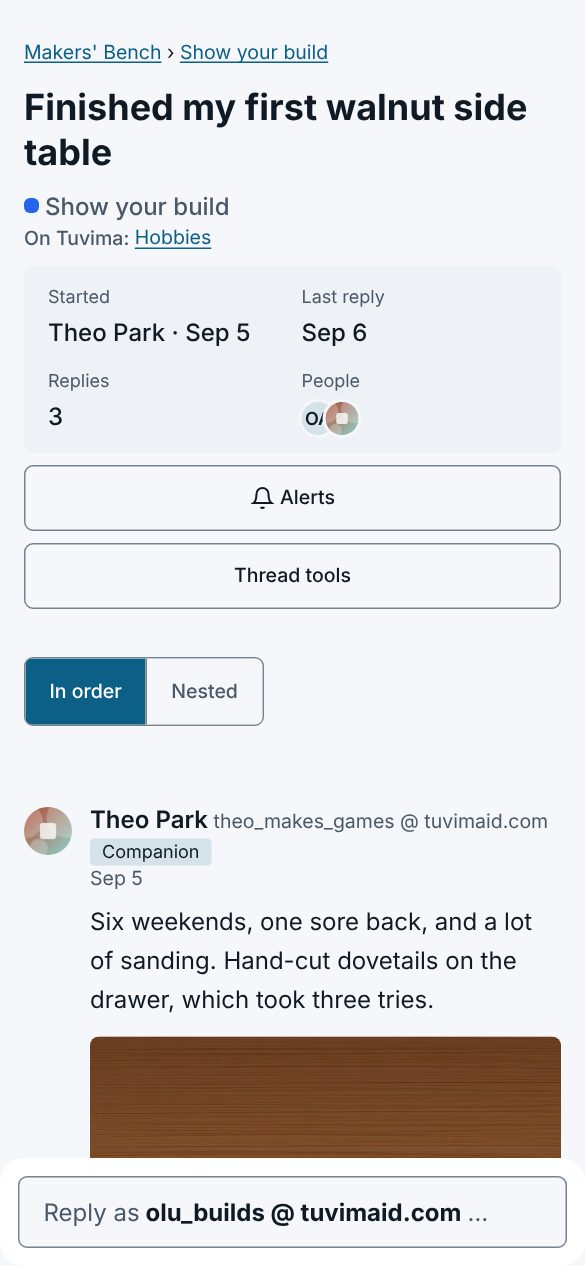 Makers' Bench › Show your build
Finished my first walnut side
table
Show your build
On Tuvima: Hobbies
Started
Theo Park · Sep 5
Last reply
Sep 6
Replies
3
People
Alerts
Thread tools
In order
Nested
Theo Park theo_makes_games @ tuvimaid.com
Companion
Sep 5
Six weekends, one sore back, and a lot
of sanding. Hand-cut dovetails on the
drawer, which took three tries.
Reply as olu_builds @ tuvimaid.com ...